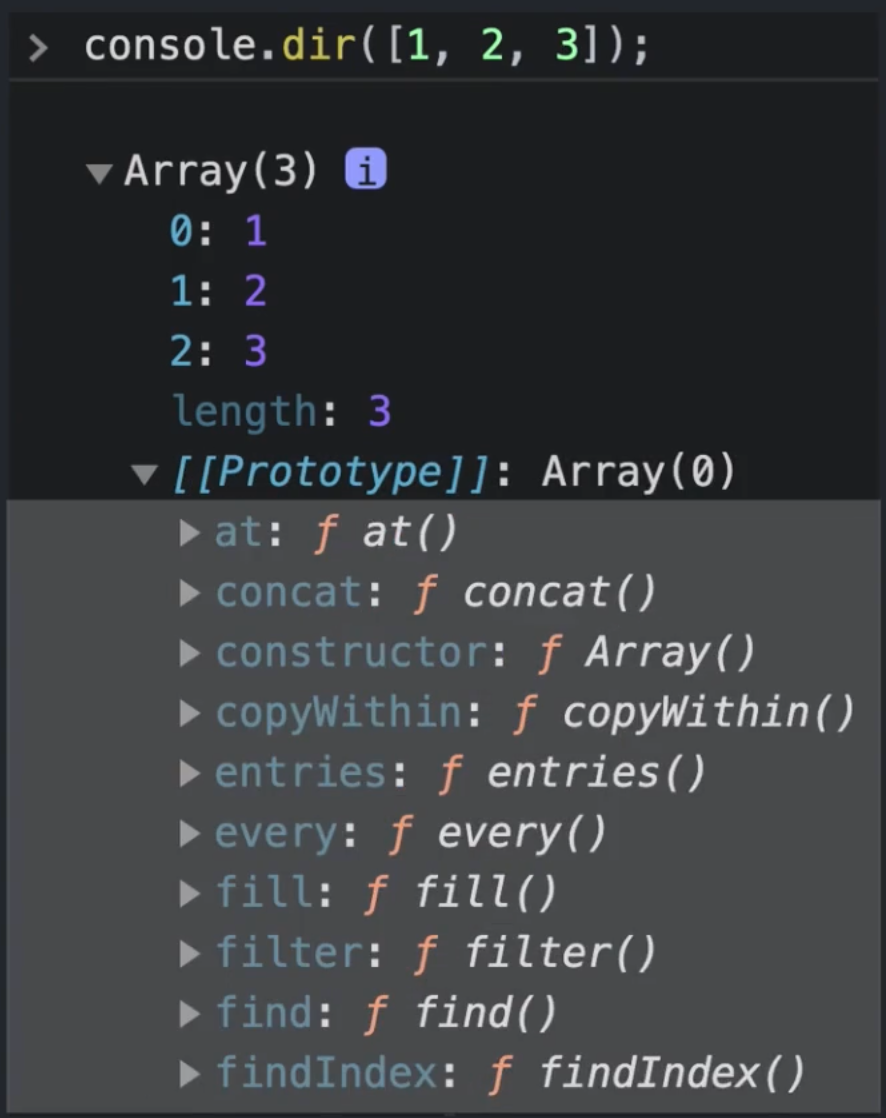 > console.dir([1, 2, 3]);
▼ Array(3) i
0: 1
1: 2
2: 3
length: 3
▼ [[Prototype]]: Array(0)
▶ at: ƒ at()
▶ concat: ƒ concat()
▶ constructor: ƒ Array()
▶ copyWithin: ƒ copyWithin()
▶ entries: ƒ entries()
▶ every: ƒ every()
▶ fill: ƒ fill()
▶ filter: ƒ filter()
▶ find: ƒ find()
▶ findIndex: ƒ findIndex()